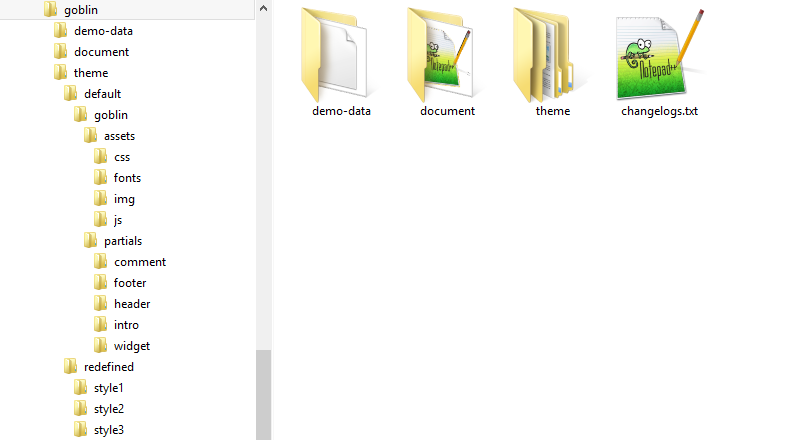 goblin
demo-data
document
theme
default
goblin
assets
css
fonts
img
js
partials
comment
footer
header
intro
widget
redefined
style1
style2
style3
demo-data
document
theme
changelogs.txt
Notepad++